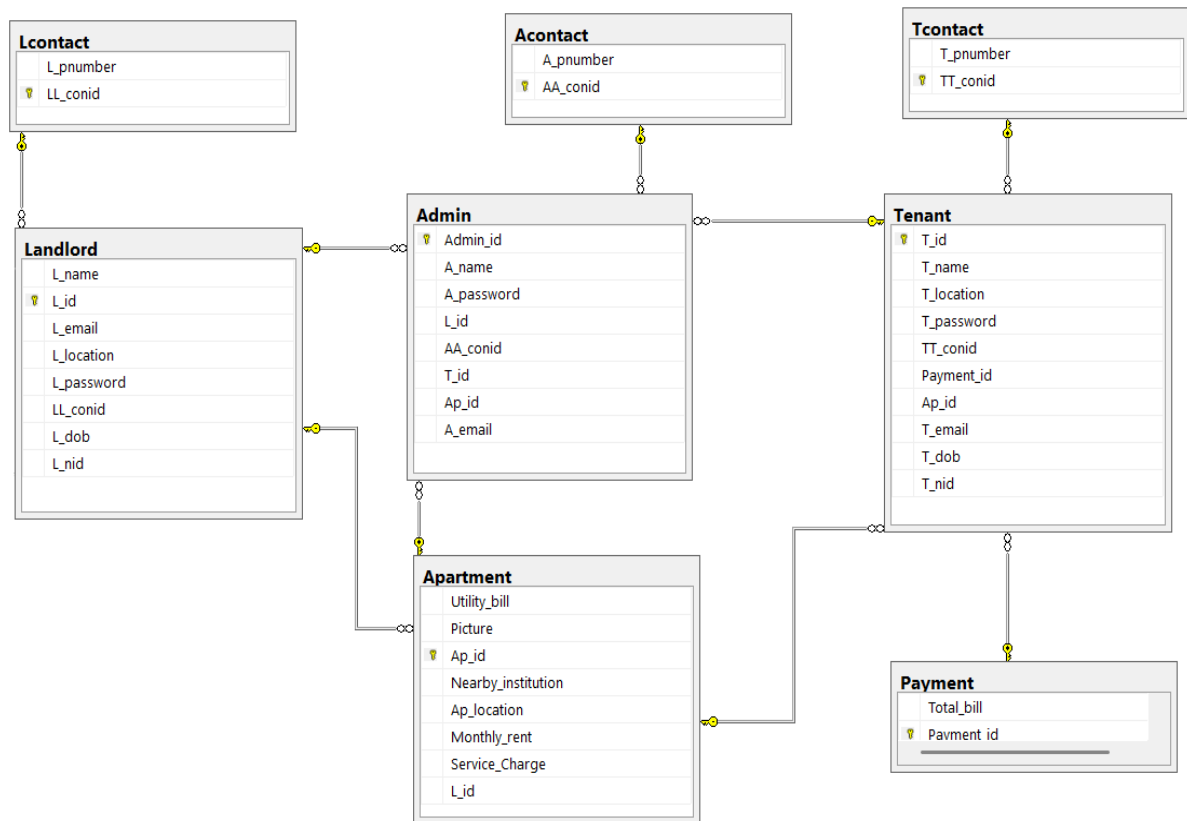 Lcontact
L_pnumber
LL_conid
Acontact
A_pnumber
AA_conid
Tcontact
T_pnumber
TT_conid
Landlord
L_name
L_id
L_email
L_location
L_password
LL_conid
L_dob
L_nid
Admin
Admin_id
A_name
A_password
L_id
AA_conid
T_id
Ap_id
A_email
Tenant
T_id
T_name
T_location
T_password
TT_conid
Payment_id
Ap_id
T_email
T_dob
T_nid
Apartment
Utility_bill
Picture
Ap_id
Nearby_institution
Ap_location
Monthly_rent
Service_Charge
L_id
Payment
Total_bill
Payment_id